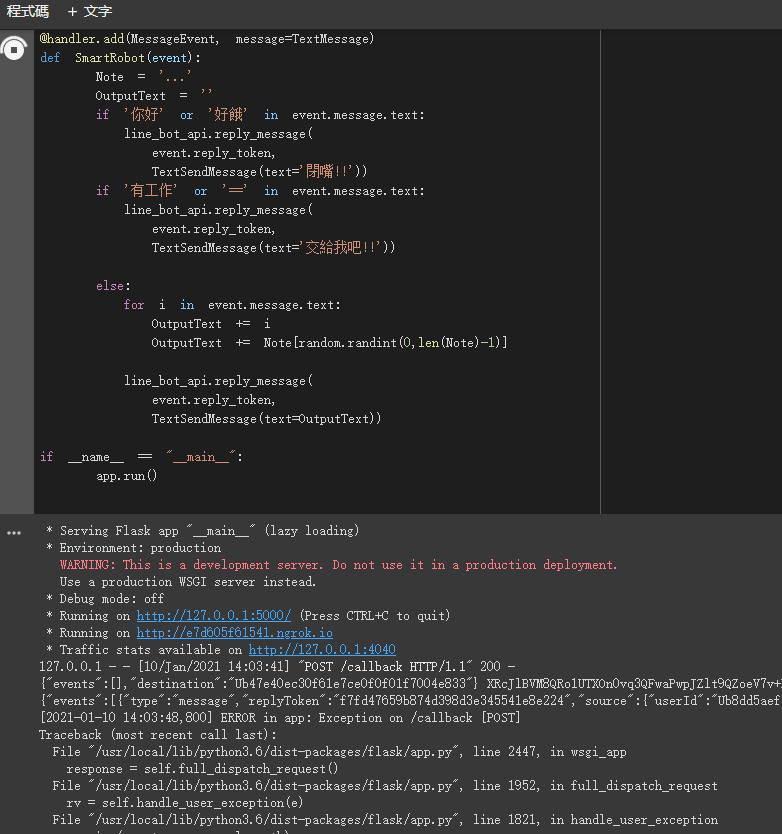 程式碼 + 文字
@handler.add(MessageEvent, message=TextMessage)
def SmartRobot(event):
Note = '...'
OutputText = ''
if '你好' or '好餓' in event.message.text:
line_bot_api.reply_message(
event.reply_token,
TextSendMessage(text='閉嘴!!'))
if '有工作' or '==' in event.message.text:
line_bot_api.reply_message(
event.reply_token,
TextSendMessage(text='交給我吧!!'))
else:
for i in event.message.text:
OutputText += i
OutputText += Note[random.randint(0,len(Note)-1)]
line_bot_api.reply_message(
event.reply_token,
TextSendMessage(text=OutputText))
if __name__ == "__main__":
app.run()
* Serving Flask app "__main__" (lazy loading)
* Environment: production
WARNING: This is a development server. Do not use it in a production deployment.
Use a production WSGI server instead.
* Debug mode: off
* Running on http://127.0.0.1:5000/ (Press CTRL+C to quit)
* Running on http://e7d605f61541.ngrok.io
* Traffic stats available on http://127.0.0.1:4040
127.0.0.1 - - [10/Jan/2021 14:03:41] "POST /callback HTTP/1.1" 200 -
{"events":[],"destination":"Ub47e40ec30f61e7ce0f0f01f7004e833"}
{"events":[{"type":"message","replyToken":"f7fd47659b874d398d3e345541e8e224","source":{"userId":"Ub8dd5aef
[2021-01-10 14:03:48,800] ERROR in app: Exception on /callback [POST]
Traceback (most recent call last):
File "/usr/local/lib/python3.6/dist-packages/flask/app.py", line 2447, in wsgi_app
response = self.full_dispatch_request()
File "/usr/local/lib/python3.6/dist-packages/flask/app.py", line 1952, in full_dispatch_request
rv = self.handle_user_exception(e)
File "/usr/local/lib/python3.6/dist-packages/flask/app.py", line 1821, in handle_user_exception